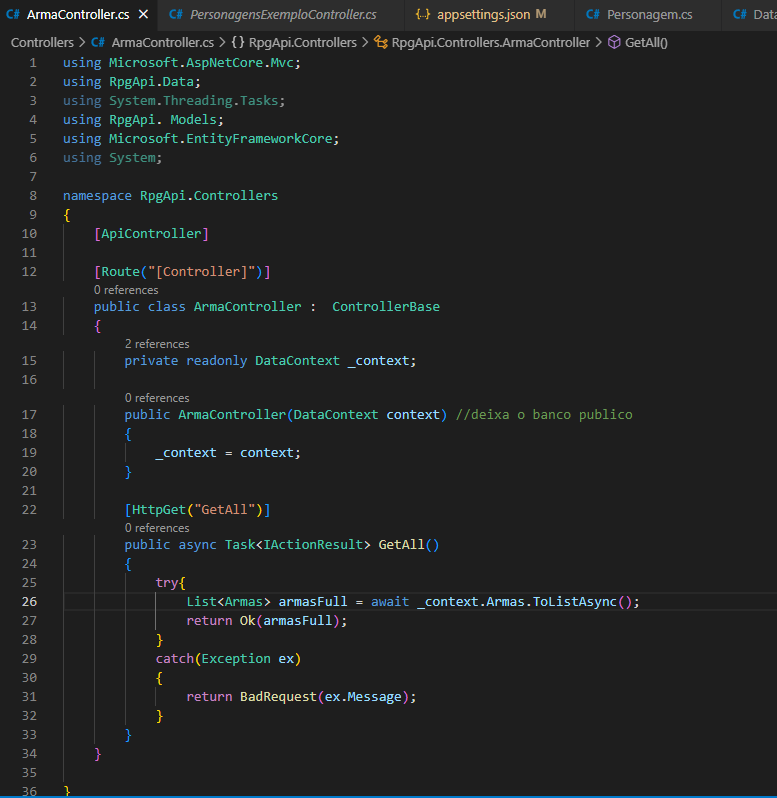 C# ArmaController.cs × C# PersonagensExemploController.cs {.} appsettings.json M C# Personagem.cs C# Data
Controllers > C# ArmaController.cs > {} RpgApi.Controllers > RpgApi.Controllers.ArmaController > GetAll()
1 using Microsoft.AspNetCore.Mvc;
2 using RpgApi.Data;
3 using System.Threading.Tasks;
4 using RpgApi. Models;
5 using Microsoft.EntityFrameworkCore;
6 using System;
7
8 namespace RpgApi.Controllers
9 {
10 [ApiController]
11
12 [Route("[Controller]")]
0 references
13 public class ArmaController :  ControllerBase
14 {
2 references
15 private readonly DataContext _context;
16
0 references
17 public ArmaController(DataContext context) //deixa o banco publico
18 {
19 _context = context;
20 }
21
22 [HttpGet("GetAll")]
0 references
23 public async Task<IActionResult> GetAll()
24 {
25 try{
26 List<Armas> armasFull = await _context.Armas.ToListAsync();
27 return Ok(armasFull);
28 }
29 catch(Exception ex)
30 {
31 return BadRequest(ex.Message);
32 }
33 }
34 }
35
36 }